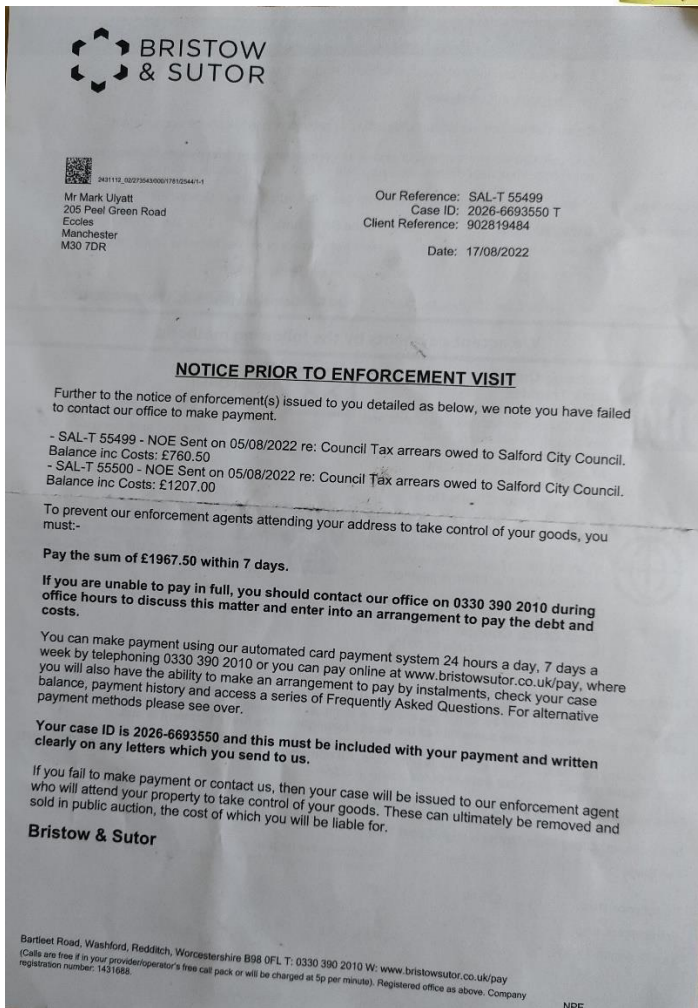 BRISTOW
& SUTOR
Mr Mark Ulyatt
205 Peel Green Road
Eccles
Manchester
M30 7DR
Our Reference: SAL-T 55499
Case ID: 2026-6693550 T
Client Reference: 902819484
Date: 17/08/2022
NOTICE PRIOR TO ENFORCEMENT VISIT
Further to the notice of enforcement(s) issued to you detailed as below, we note you have failed
to contact our office to make payment.
- SAL-T 55499 - NOE Sent on 05/08/2022 re: Council Tax arrears owed to Salford City Council.
Balance inc Costs: £760.50
- SAL-T 55500 - NOE Sent on 05/08/2022 re: Council Tax arrears owed to Salford City Council.
Balance inc Costs: £1207.00
To prevent our enforcement agents attending your address to take control of your goods, you
must:-
Pay the sum of £1967.50 within 7 days.
If you are unable to pay in full, you should contact our office on 0330 390 2010 during
office hours to discuss this matter and enter into an arrangement to pay the debt and
costs.
You can make payment using our automated card payment system 24 hours a day, 7 days a
week by telephoning 0330 390 2010 or you can pay online at www.bristowsutor.co.uk/pay, where
you will also have the ability to make an arrangement to pay by instalments, check your case
balance, payment history and access a series of Frequently Asked Questions. For alternative
payment methods please see over.
Your case ID is 2026-6693550 and this must be included with your payment and written
clearly on any letters which you send to us.
If you fail to make payment or contact us, then your case will be issued to our enforcement agent
who will attend your property to take control of your goods. These can ultimately be removed and
sold in public auction, the cost of which you will be liable for.
Bristow & Sutor
Bartleet Road, Washford, Redditch, Worcestershire B98 0FL T: 0330 390 2010 W: www.bristowsutor.co.uk/pay
(Calls are free if in your provider/operator's free call pack or will be charged at 5p per minute). Registered office as above. Company
registration number: 1431688.
NPE